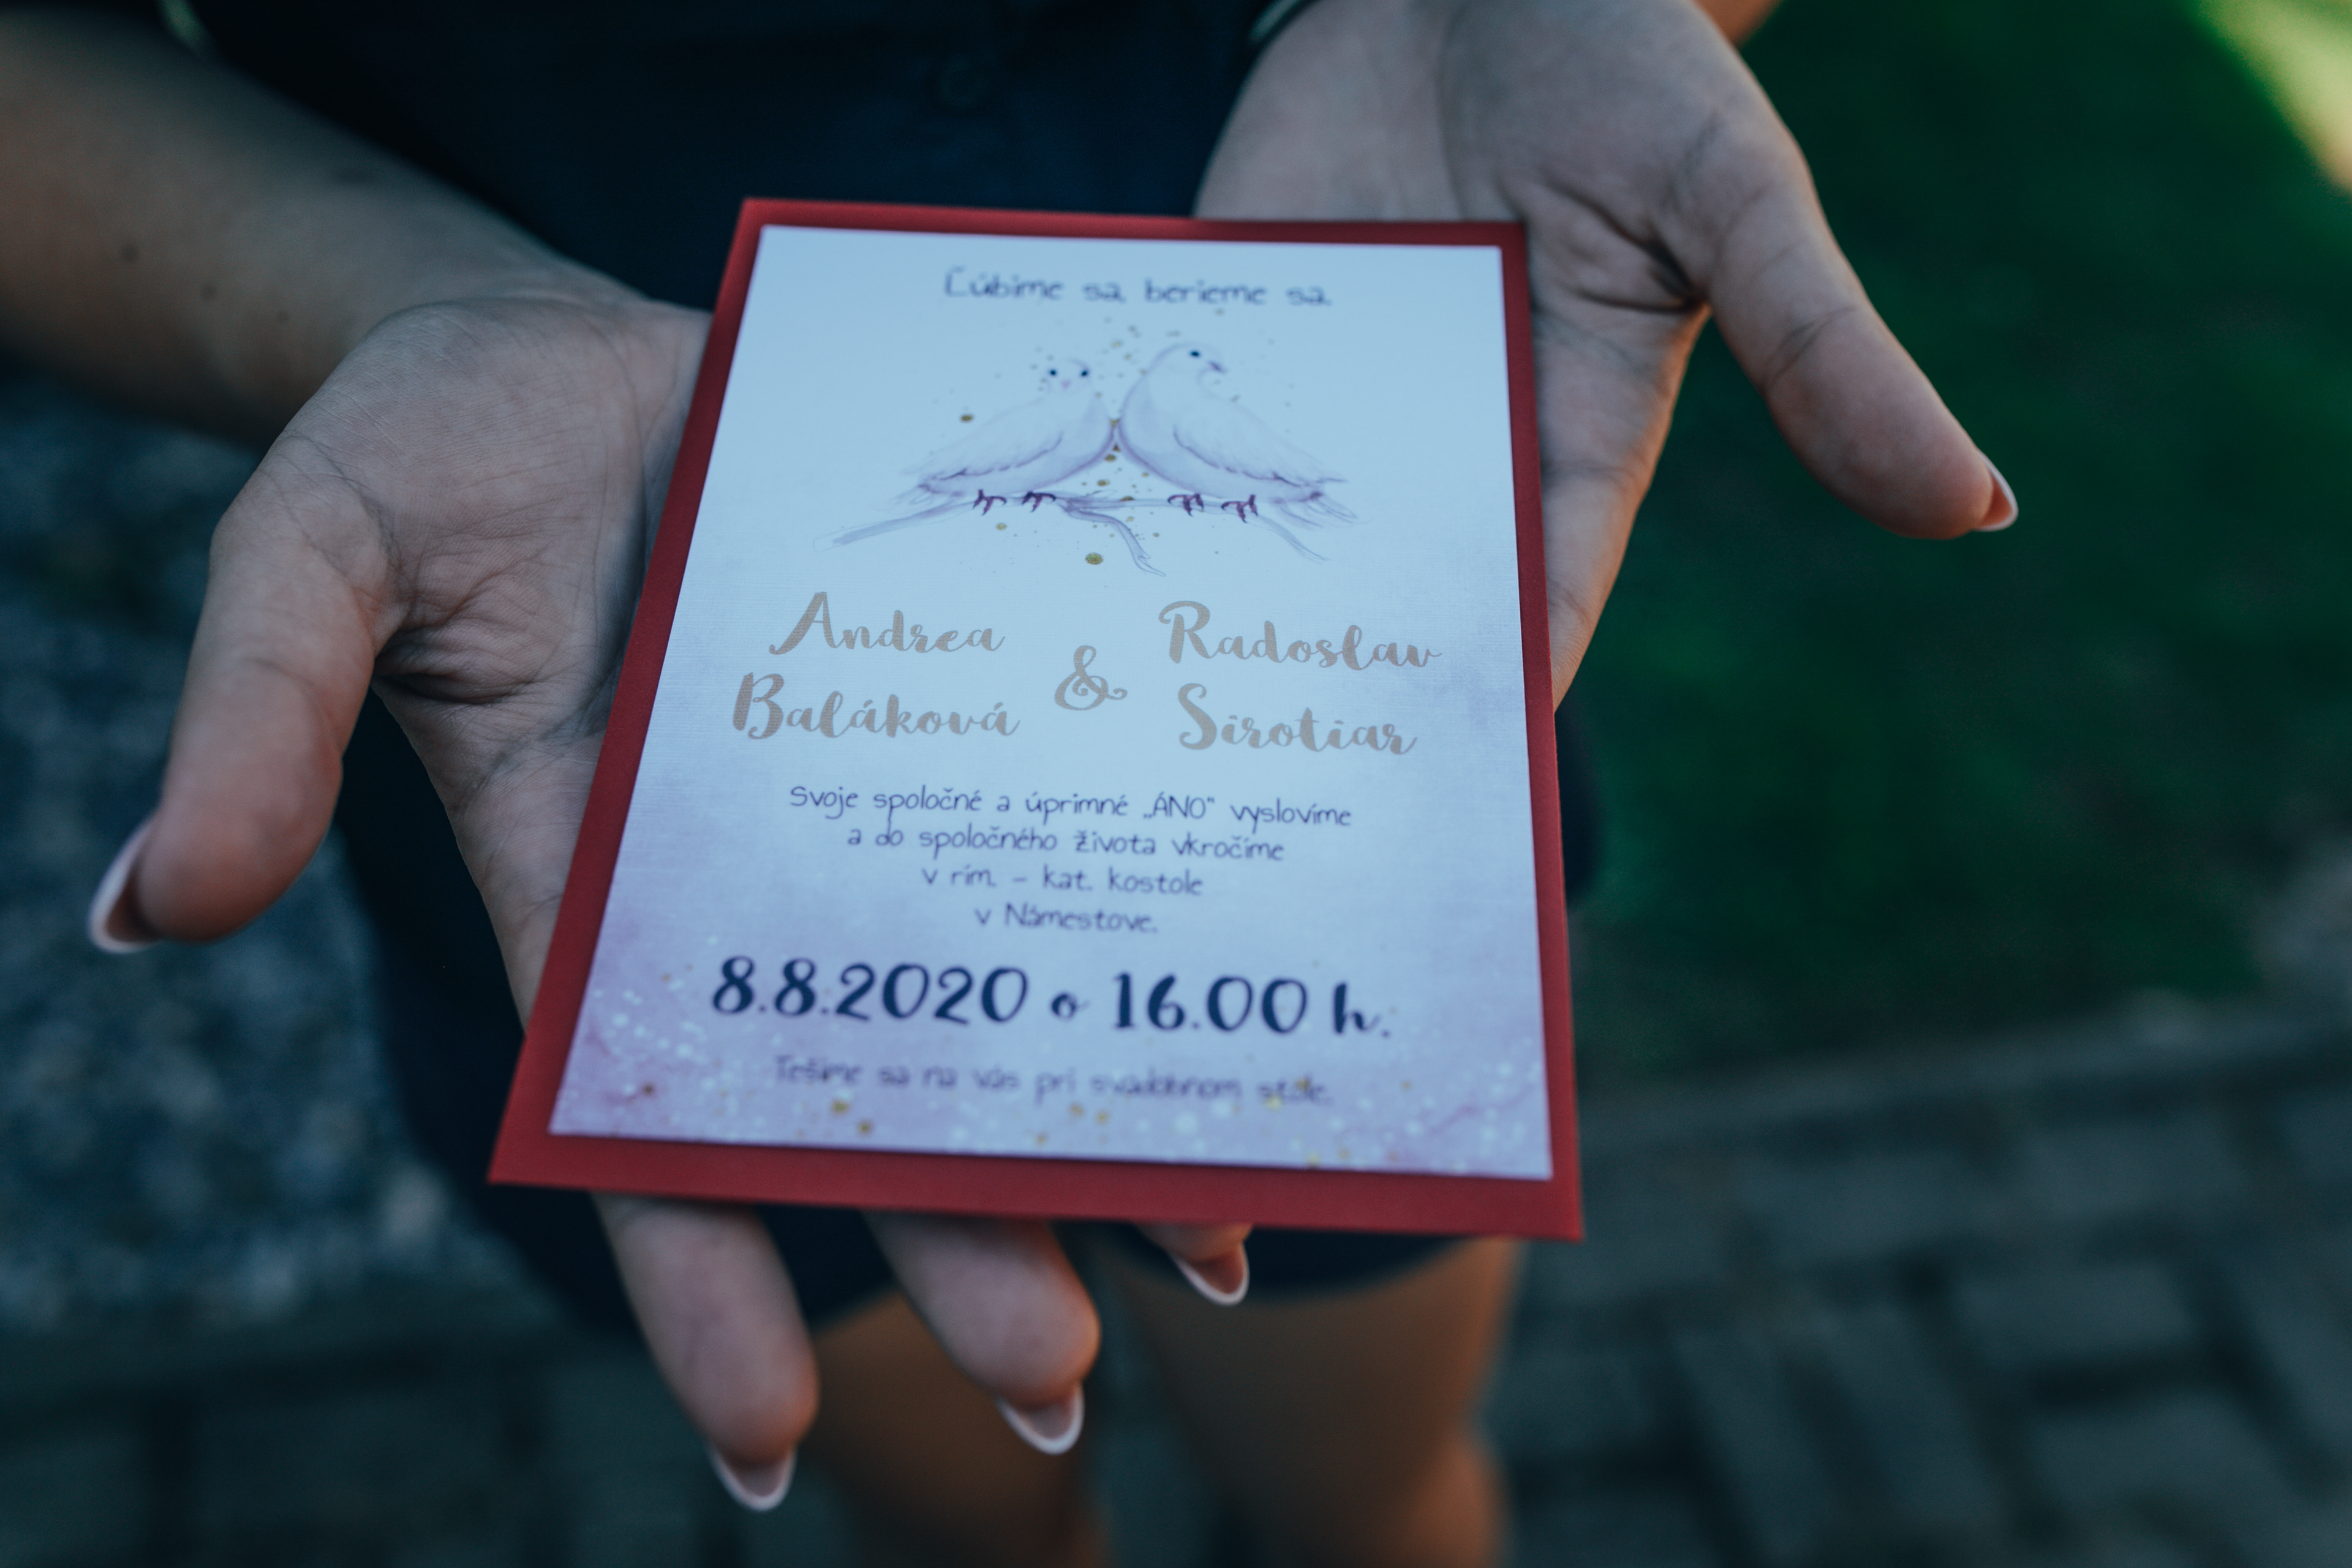 Ľúbime sa, berieme sa.
Andrea Baláková & Radoslav Sirotiar
Svoje spoločné a úprimné „ÁNO“ vyslovíme
a do spoločného života vkročíme
v rím. - kat. kostole
v Námestove.
8.8.2020 o 16.00 h.
Tešíme sa na vás pri svadobnom stole.